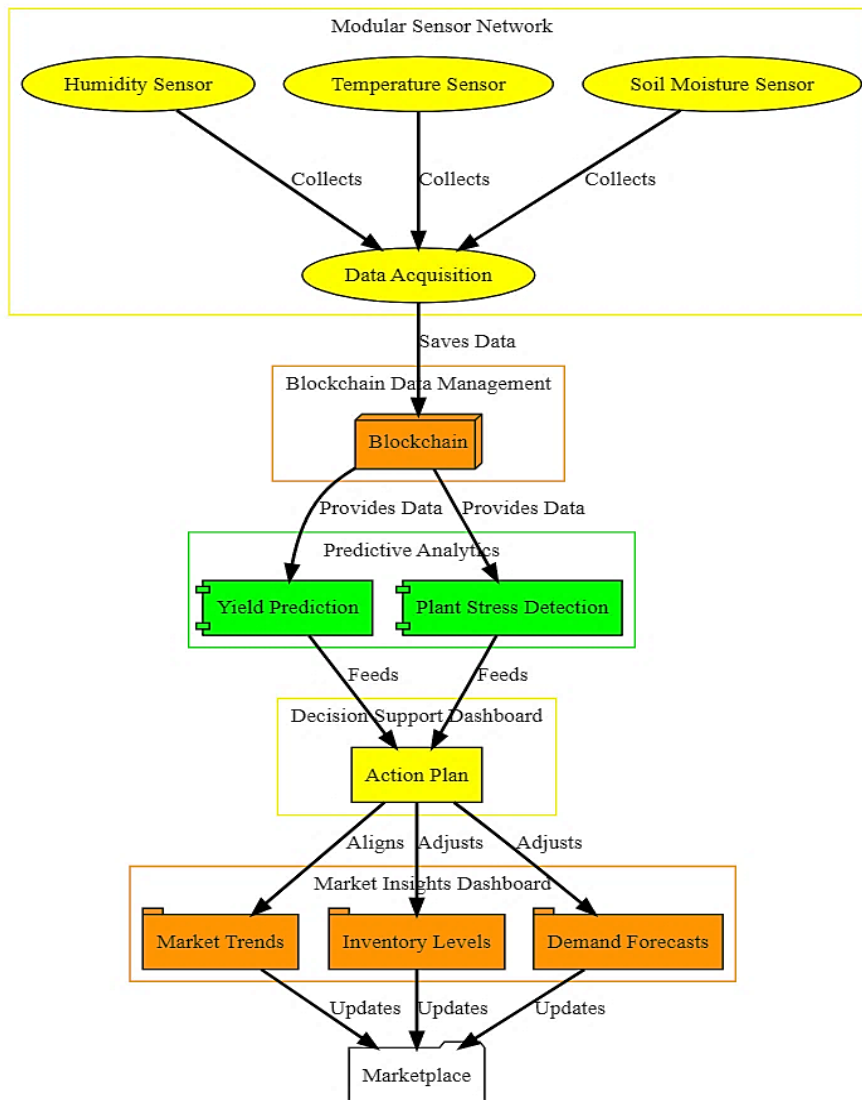 Modular Sensor Network
Humidity Sensor
Temperature Sensor
Soil Moisture Sensor
Collects
Collects
Collects
Data Acquisition
Saves Data
Blockchain Data Management
Blockchain
Provides Data
Provides Data
Predictive Analytics
Yield Prediction
Plant Stress Detection
Feeds
Feeds
Decision Support Dashboard
Action Plan
Aligns
Adjusts
Adjusts
Market Insights Dashboard
Market Trends
Inventory Levels
Demand Forecasts
Updates
Updates
Updates
Marketplace